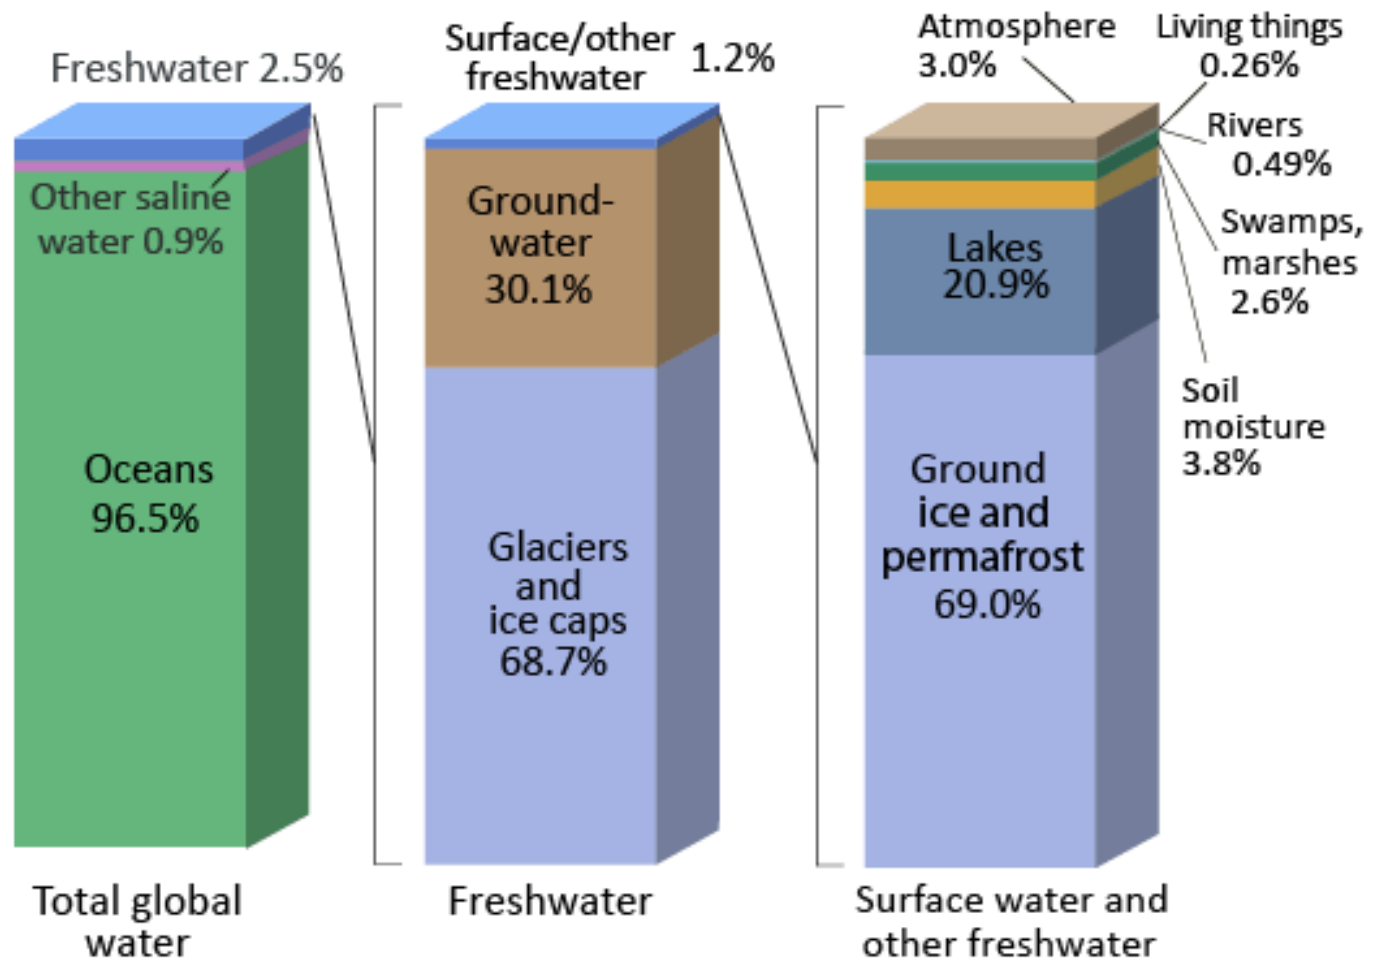 Freshwater 2.5%
Other saline
water 0.9%
Oceans
96.5%
Total global
water
Surface/other
freshwater
1.2%
Ground-
water
30.1%
Glaciers
and
ice caps
68.7%
Freshwater
Atmosphere
3.0%
Living things
0.26%
Rivers
0.49%
Swamps,
marshes
2.6%
Soil
moisture
3.8%
Lakes
20.9%
Ground
ice and
permafrost
69.0%
Surface water and
other freshwater